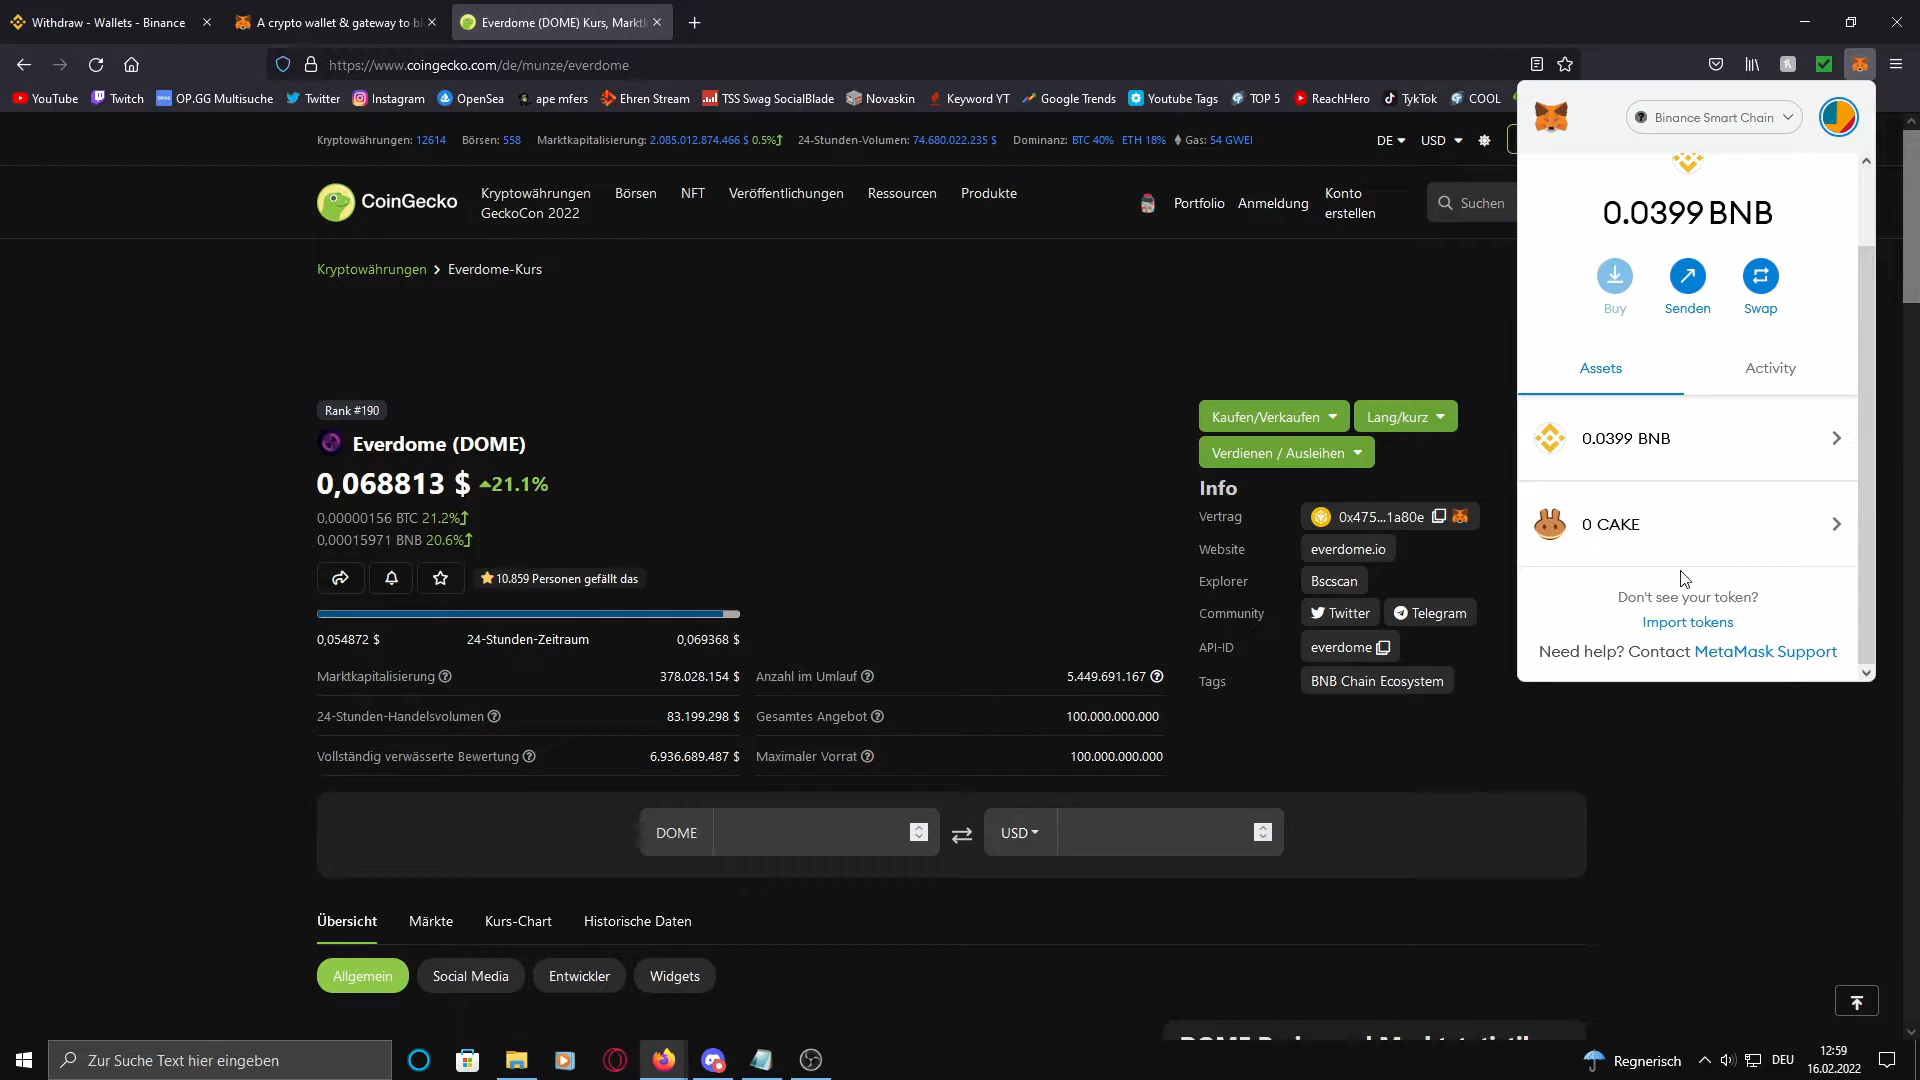 Withdraw - Wallets - Binance
A crypto wallet & gateway to bl
Everdome (DOME) Kurs, Markt
https://www.coingecko.com/de/munze/everdome
YouTube
Twitch
OP.GG Multisuche
Twitter
Instagram
OpenSea
ape mfers
Ehren Stream
TSS Swag SocialBlade
Novaskin
Keyword YT
Google Trends
Youtube Tags
TOP 5
ReachHero
TykTok
COOL
Kryptowährungen: 12614
Börsen: 558
Marktkapitalisierung: 2.085.012.874.466 $ 0.5%
24-Stunden-Volumen: 74.680.022.235 $
Dominanz: BTC 40% ETH 18%
Gas: 54 GWEI
DE
USD
CoinGecko
Kryptowährungen
Börsen
NFT
Veröffentlichungen
Ressourcen
Produkte
GeckoCon 2022
Portfolio
Anmeldung
Konto
erstellen
Suchen
Kryptowährungen
Everdome-Kurs
Rank #190
Everdome (DOME)
0,068813 $ 21.1%
0,00000156 BTC 21.2%
0,00015971 BNB 20.6%
10.859 Personen gefällt das
0,054872 $
24-Stunden-Zeitraum
0,069368 $
Marktkapitalisierung
378.028.154 $
Anzahl im Umlauf
5.449.691.167
24-Stunden-Handelsvolumen
83.199.298 $
Gesamtes Angebot
100.000.000.000
Vollständig verwässerte Bewertung
6.936.689.487 $
Maximaler Vorrat
100.000.000.000
Kaufen/Verkaufen
Lang/kurz
Verdienen / Ausleihen
Info
Vertrag
0x475...1a80e
Website
everdome.io
Explorer
Bscscan
Community
Twitter
Telegram
API-ID
everdome
Tags
BNB Chain Ecosystem
DOME
USD
Übersicht
Märkte
Kurs-Chart
Historische Daten
Allgemein
Social Media
Entwickler
Widgets
Binance Smart Chain
0.0399 BNB
Buy
Senden
Swap
Assets
Activity
0.0399 BNB
0 CAKE
Don't see your token?
Import tokens
Need help? Contact MetaMask Support
Zur Suche Text hier eingeben
Regnerisch
DEU
12:59
16.02.2022